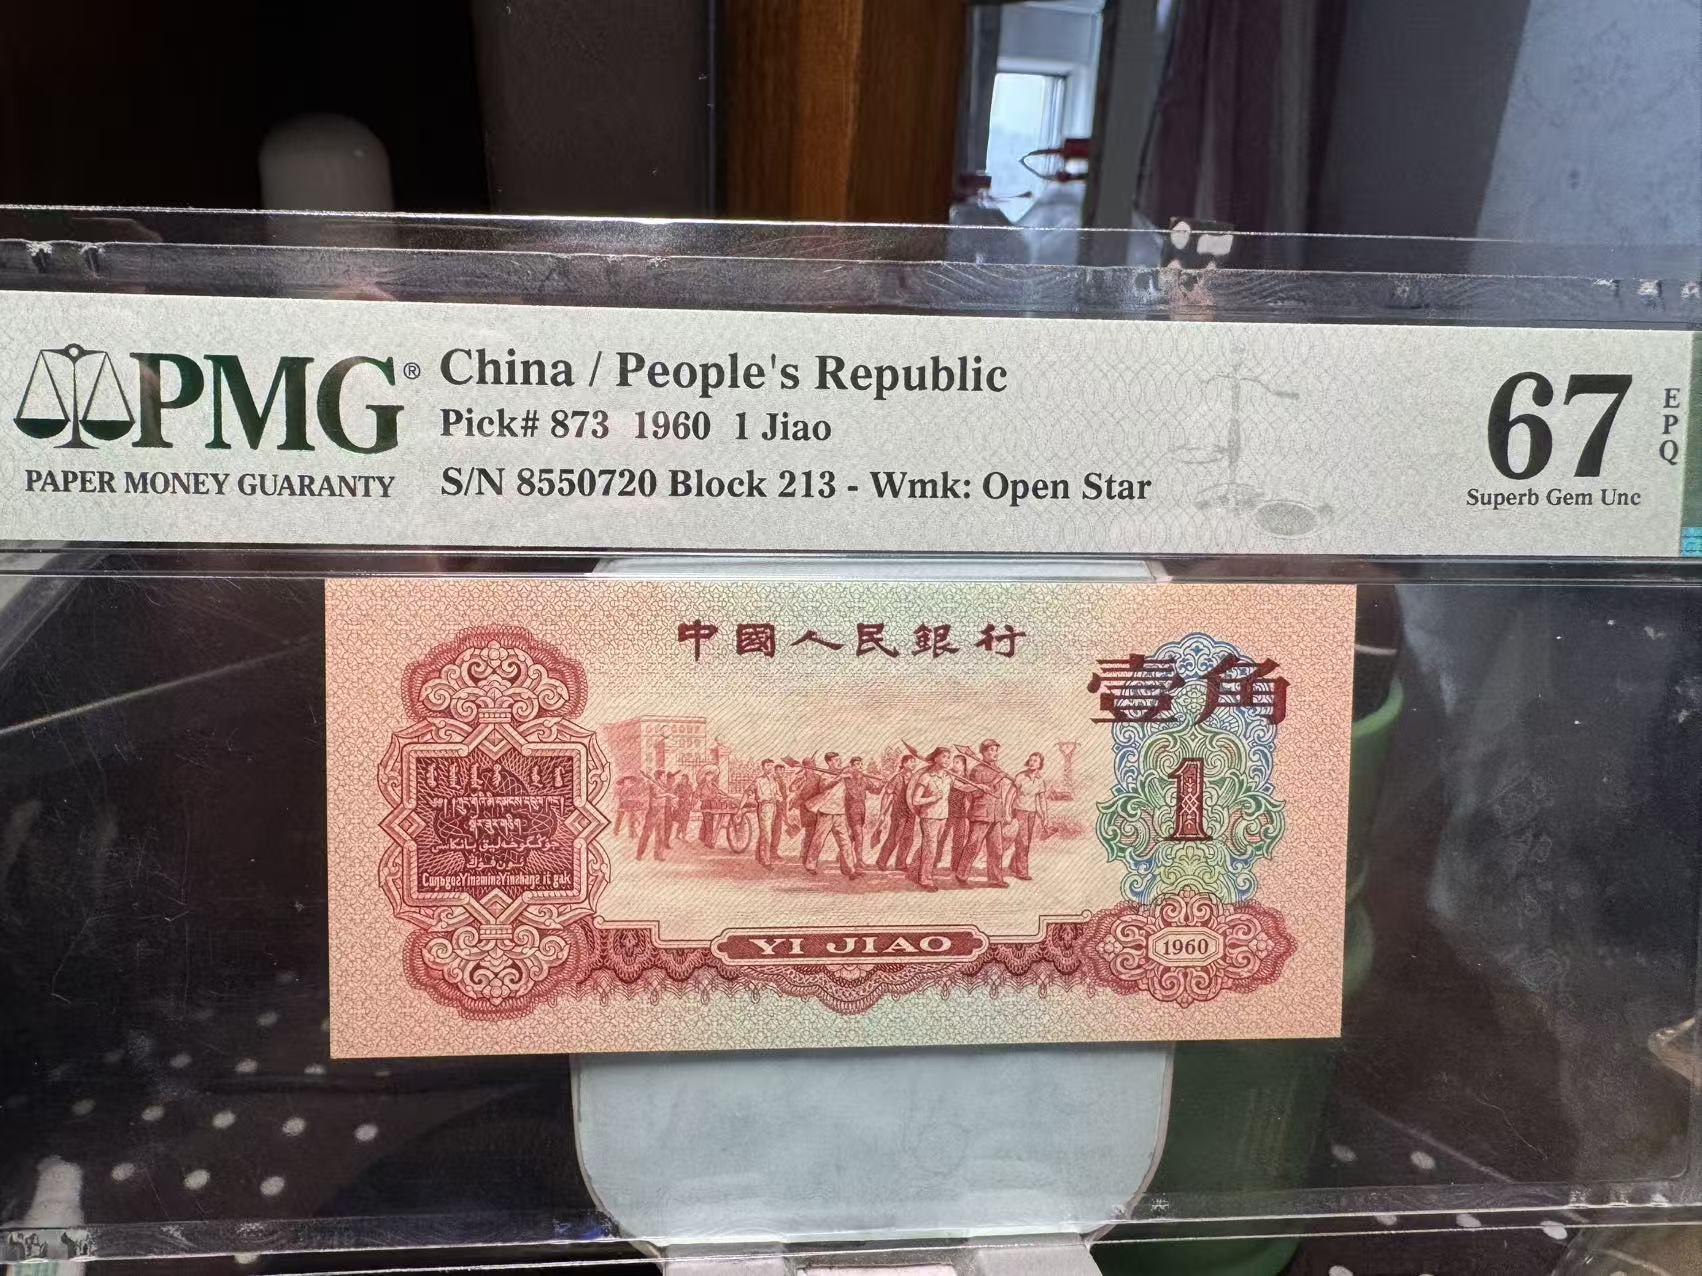 PMG®
PAPER MONEY GUARANTY
China / People's Republic
Pick# 873 1960 1 Jiao
S/N 8550720 Block 213 - Wmk: Open Star
67
EPQ
Superb Gem Unc
中國人民銀行
壹角
1
YI JIAO
1960